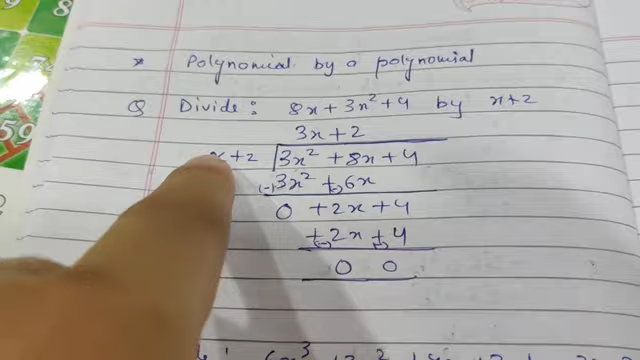 * Polynomial by a polynomial
Q Divide: 8x + 3x² + 4 by x+2
3x + 2
x + 2 3x² + 8x + 4
(-) 3x² +(-) 6x
0 + 2x + 4
+(-) 2x +(-) 4
0 0
59